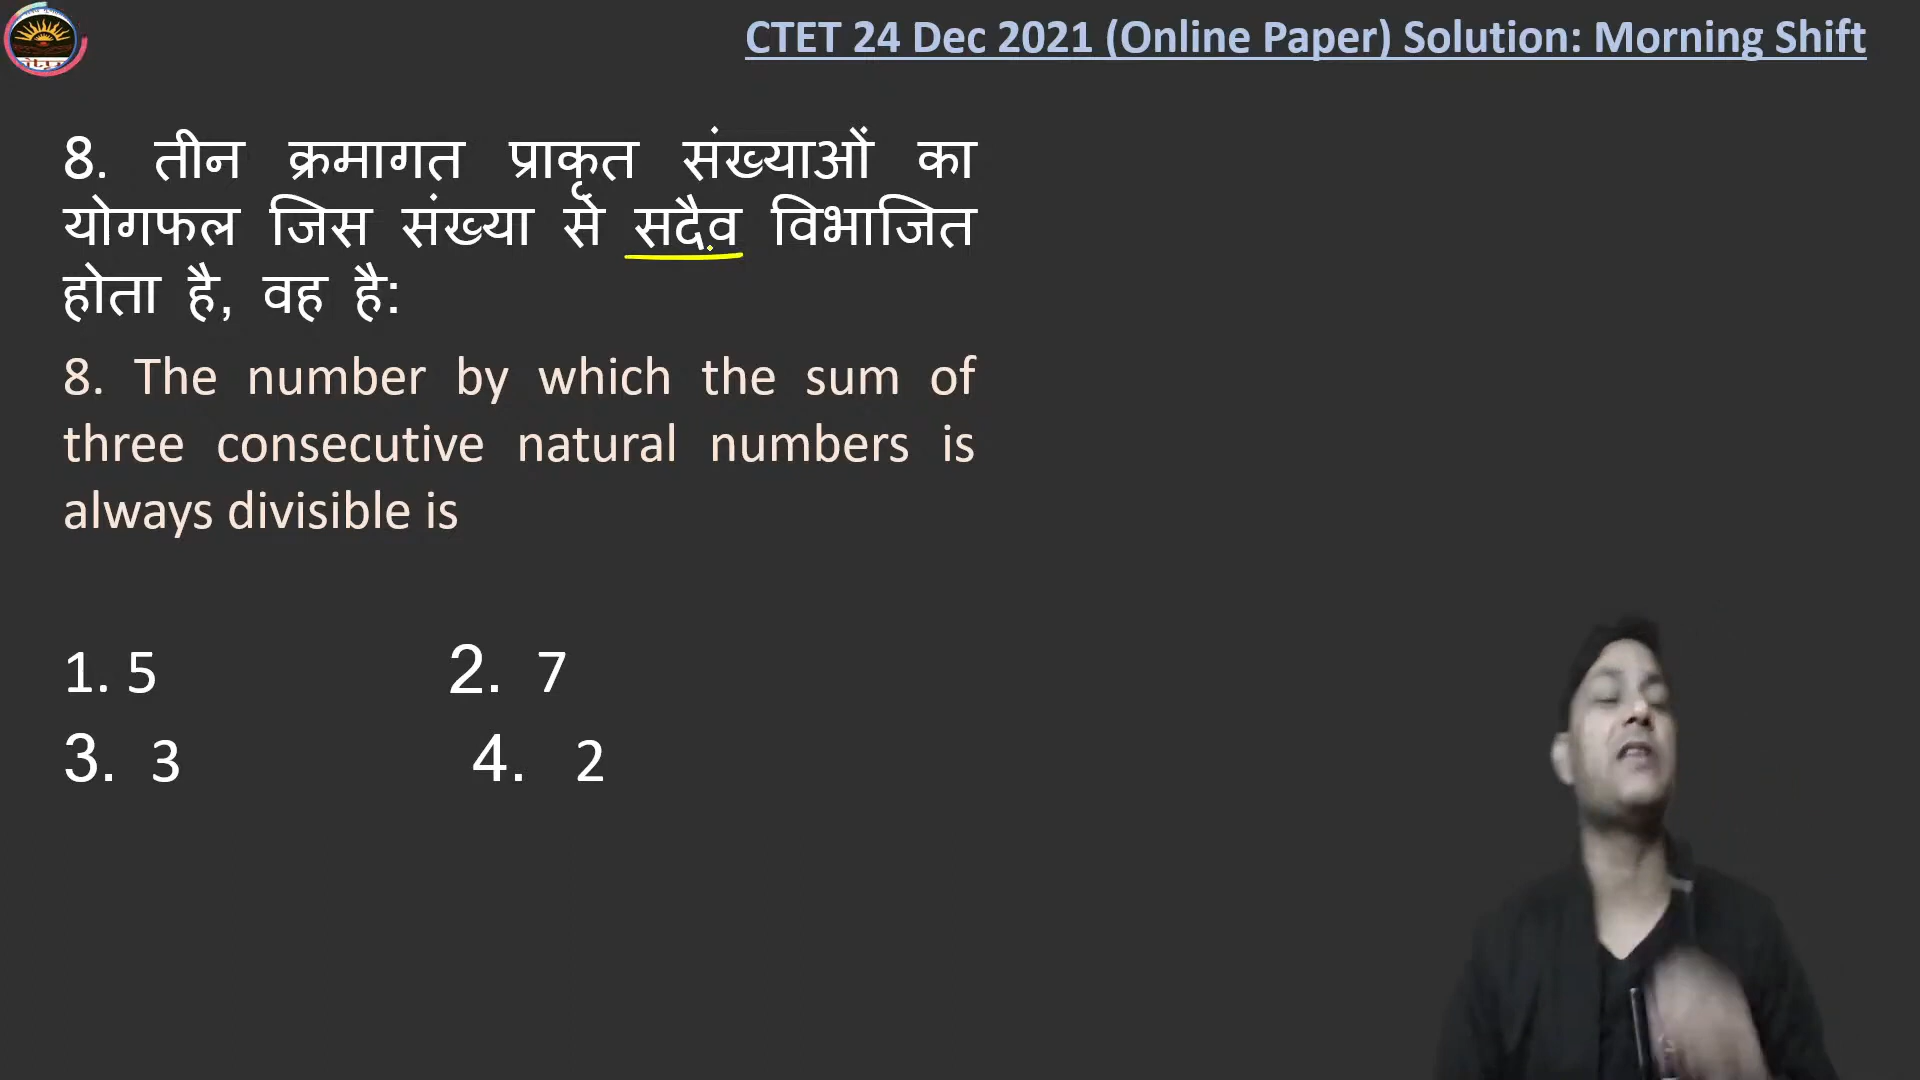 CTET 24 Dec 2021 (Online Paper) Solution: Morning Shift
8. तीन क्रमागत प्राकृत संख्याओं का
योगफल जिस संख्या से सदैव विभाजित
होता है, वह है:
8. The number by which the sum of
three consecutive natural numbers is
always divisible is
1. 5 2. 7
3. 3 4. 2